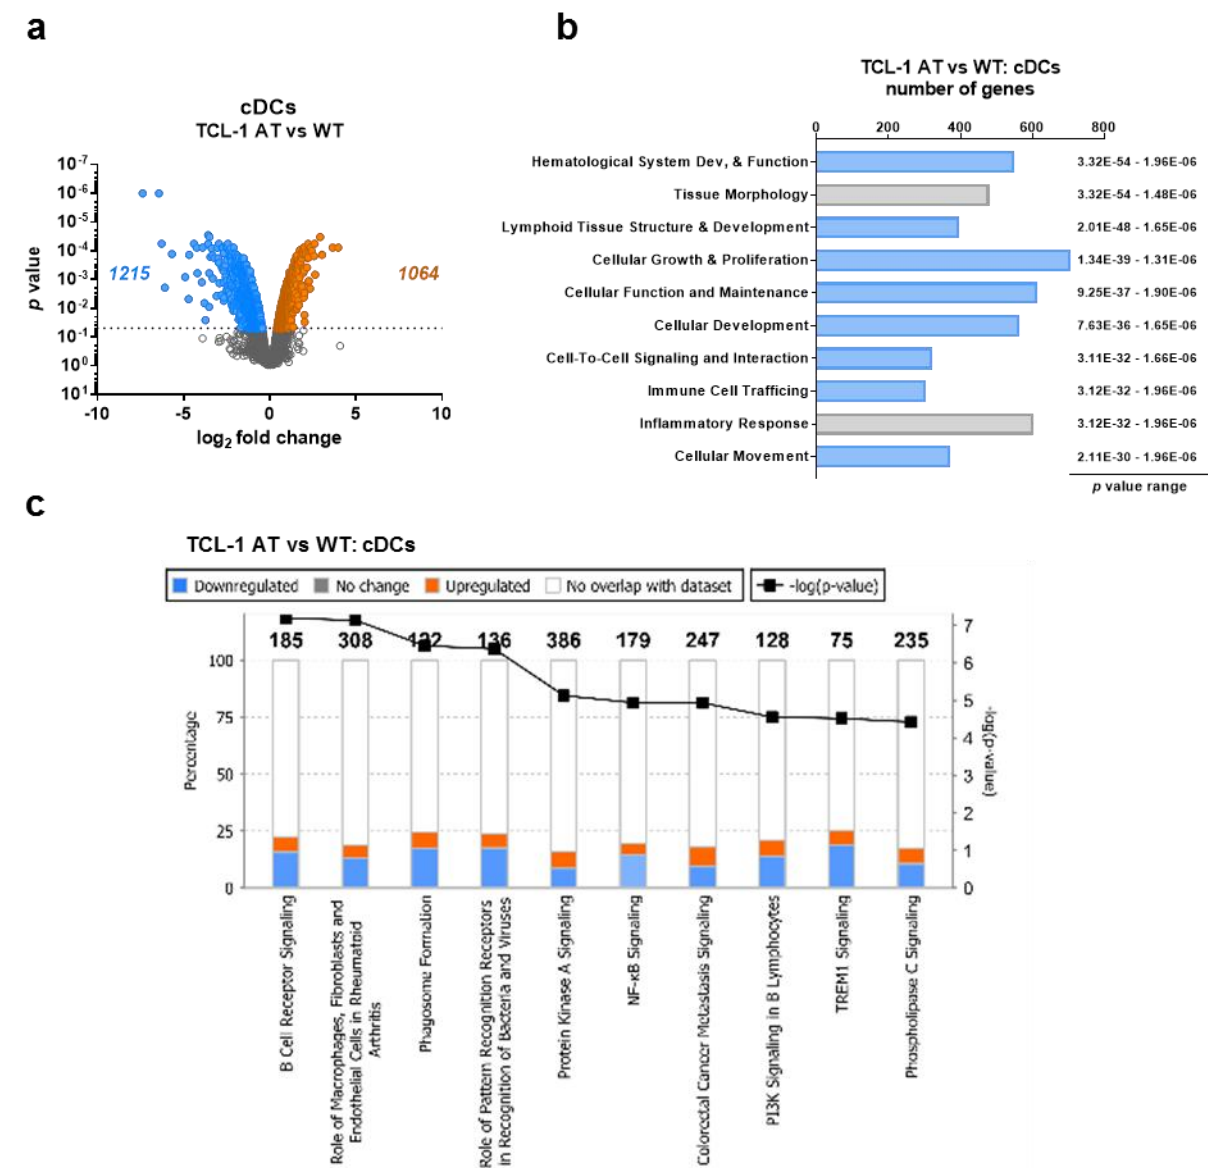 a
cDCs
TCL-1 AT vs WT
10-7
10-6
10-5
10-4
10-3
10-2
10-1
100
101
p value
1215
1064
-10
-5
0
5
10
log2 fold change
b
TCL-1 AT vs WT: cDCs
number of genes
0
200
400
600
800
Hematological System Dev, & Function
3.32E-54 - 1.96E-06
Tissue Morphology
3.32E-54 - 1.48E-06
Lymphoid Tissue Structure & Development
2.01E-48 - 1.65E-06
Cellular Growth & Proliferation
1.34E-39 - 1.31E-06
Cellular Function and Maintenance
9.25E-37 - 1.90E-06
Cellular Development
7.63E-36 - 1.65E-06
Cell-To-Cell Signaling and Interaction
3.11E-32 - 1.66E-06
Immune Cell Trafficing
3.12E-32 - 1.96E-06
Inflammatory Response
3.12E-32 - 1.96E-06
Cellular Movement
2.11E-30 - 1.96E-06
p value range
c
TCL-1 AT vs WT: cDCs
Downregulated
No change
Upregulated
No overlap with dataset
-log(p-value)
185
308
136
386
179
247
128
75
235
100
75
50
25
0
Percentage
7
6
5
4
3
2
1
0
-log(p-value)
B Cell Receptor Signaling
Role of Macrophages, Fibroblasts and
Endothelial Cells in Rheumatoid
Arthritis
Phagosome Formation
Role of Pattern Recognition Receptors
in Recognition of Bacteria and Viruses
Protein Kinase A Signaling
NF-κB Signaling
Colorectal Cancer Metastasis Signaling
PI3K Signaling in B Lymphocytes
TREM1 Signaling
Phospholipase C Signaling